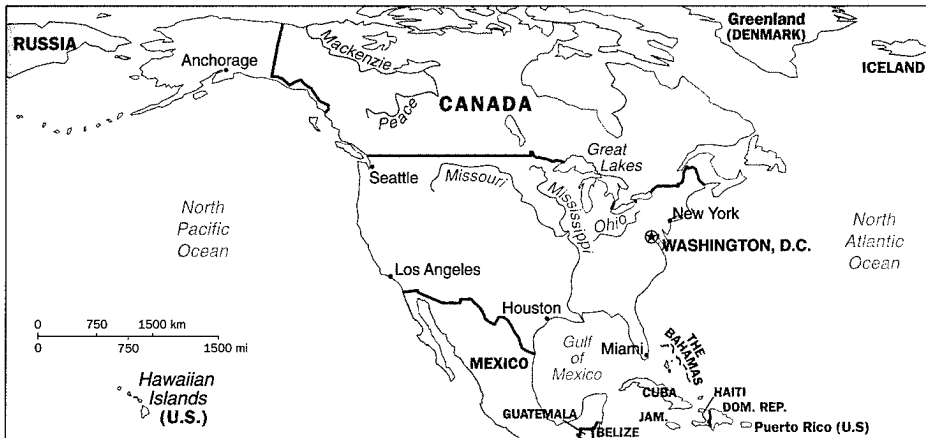 RUSSIA
Anchorage
Mackenzie
Peace
CANADA
Greenland
(DENMARK)
ICELAND
Great
Lakes
Seattle
Missouri
Mississippi
Ohio
New York
WASHINGTON, D.C.
North
Pacific
Ocean
North
Atlantic
Ocean
Los Angeles
Houston
0 750 1500 km
0 750 1500 mi
MEXICO
Gulf
of
Mexico
Miami
THE
BAHAMAS
Hawaiian
Islands
(U.S.)
CUBA
HAITI
DOM. REP.
GUATEMALA
JAM.
BELIZE
Puerto Rico (U.S)